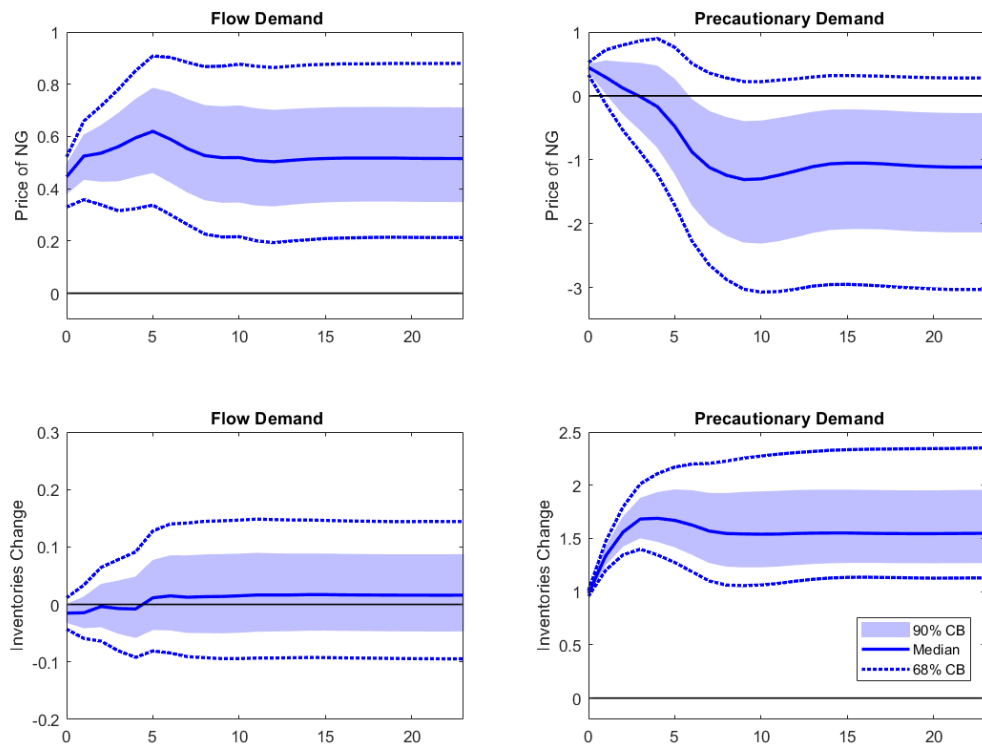 Flow Demand
Price of NG
1
0.8
0.6
0.4
0.2
0
0 5 10 15 20
Precautionary Demand
Price of NG
1
0
-1
-2
-3
0 5 10 15 20
Flow Demand
Inventories Change
0.3
0.2
0.1
0
-0.1
-0.2
0 5 10 15 20
Precautionary Demand
Inventories Change
2.5
2
1.5
1
0.5
0
90% CB
Median
68% CB
0 5 10 15 20